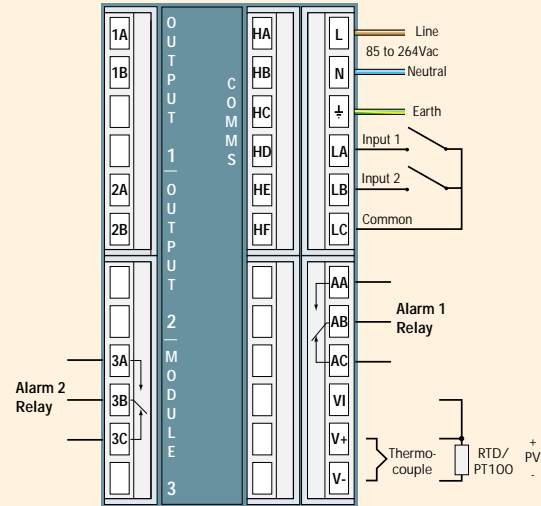 1A
1B
2A
2B
3A
3B
3C
Alarm 2
Relay
OUTPUT 1
OUTPUT 2
MODULE 3
COMMS
HA
HB
HC
HD
HE
HF
L
N
LA
LB
LC
AA
AB
AC
VI
V+
V-
Line
85 to 264Vac
Neutral
Earth
Input 1
Input 2
Common
Alarm 1
Relay
Thermo-
couple
RTD/
PT100
+
PV
-